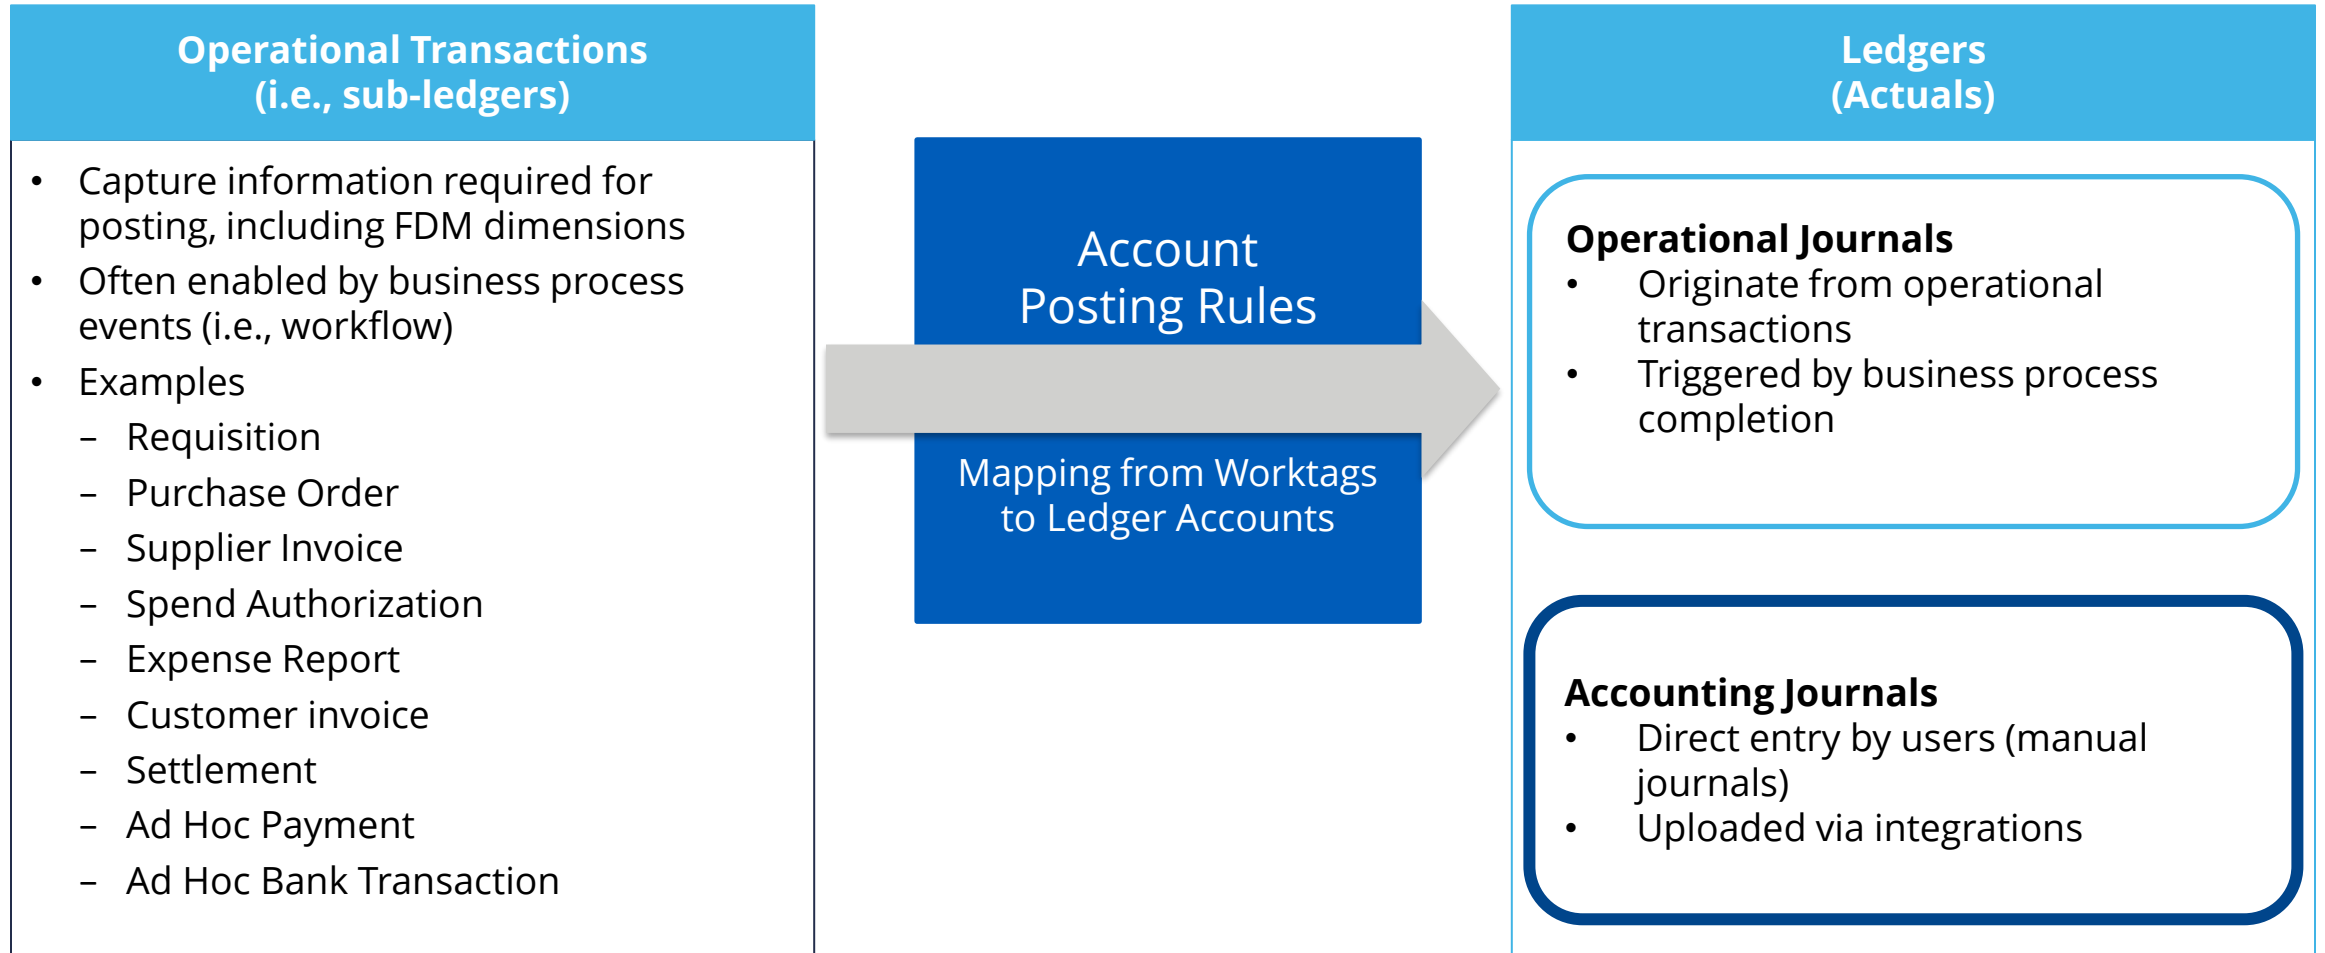 Operational Transactions
(i.e., sub-ledgers)
• Capture information required for
posting, including FDM dimensions
• Often enabled by business process
events (i.e., workflow)
• Examples
– Requisition
– Purchase Order
– Supplier Invoice
– Spend Authorization
– Expense Report
– Customer invoice
– Settlement
– Ad Hoc Payment
– Ad Hoc Bank Transaction
Account
Posting Rules
Mapping from Worktags
to Ledger Accounts
Ledgers
(Actuals)
Operational Journals
• Originate from operational
transactions
• Triggered by business process
completion
Accounting Journals
• Direct entry by users (manual
journals)
• Uploaded via integrations